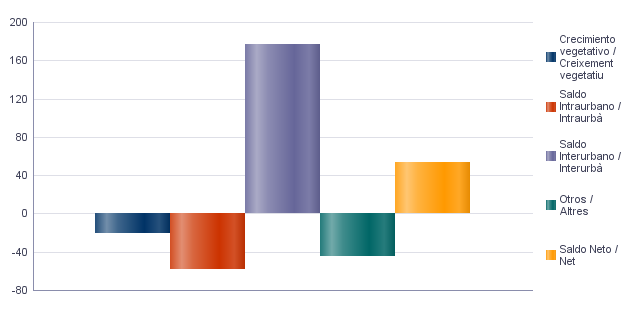 200
160
120
80
40
0
-40
-80
Crecimiento
vegetativo /
Creixement
vegetatiu
Saldo
Intraurbano /
Intraurbà
Saldo
Interurbano /
Interurbà
Otros /
Altres
Saldo Neto /
Net